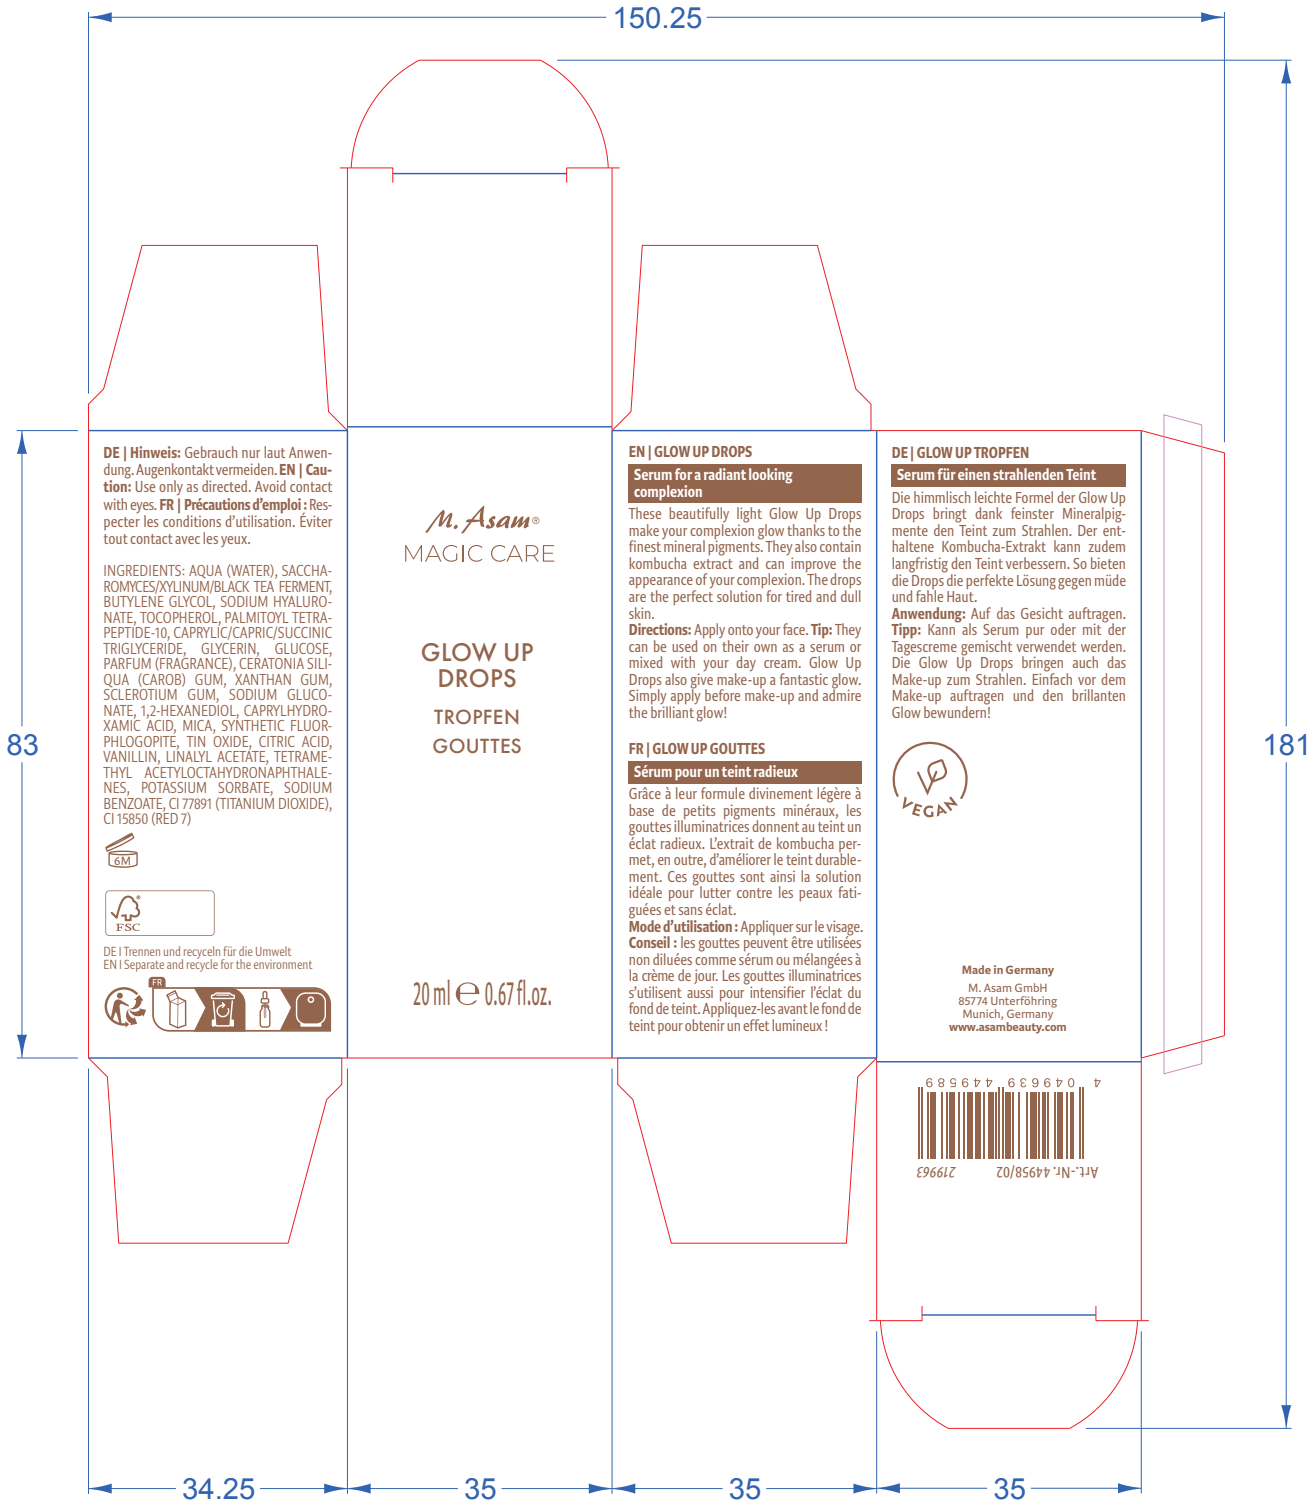 150.25
DE | Hinweis: Gebrauch nur laut Anwen-
dung. Augenkontakt vermeiden. EN | Cau-
tion: Use only as directed. Avoid contact
with eyes. FR | Précautions d'emploi : Res-
pecter les conditions d'utilisation. Éviter
tout contact avec les yeux.
INGREDIENTS: AQUA (WATER), SACCHA-
ROMYCES/XYLINUM/BLACK TEA FERMENT,
BUTYLENE GLYCOL, SODIUM HYALURO-
NATE, TOCOPHEROL, PALMITOYL TETRA-
PEPTIDE-10, CAPRYLIC/CAPRIC/SUCCINIC
TRIGLYCERIDE, GLYCERIN, GLUCOSE,
PARFUM (FRAGRANCE), CERATONIA SILI-
QUA (CAROB) GUM, XANTHAN GUM,
SCLEROTIUM GUM, SODIUM GLUCO-
NATE, 1,2-HEXANEDIOL, CAPRYLHYDRO-
XAMIC ACID, MICA, SYNTHETIC FLUOR-
PHLOGOPITE, TIN OXIDE, CITRIC ACID,
VANILLIN, LINALYL ACETATE, TETRAME-
THYL ACETYLOCTAHYDRONAPHTHALE-
NES, POTASSIUM SORBATE, SODIUM
BENZOATE, CI 77891 (TITANIUM DIOXIDE),
CI 15850 (RED 7)
6M
FSC
DE I Trennen und recyceln für die Umwelt
EN I Separate and recycle for the environment
FR
M. Asam®
MAGIC CARE
GLOW UP
DROPS
TROPFEN
GOUTTES
20 ml ℮ 0.67 fl.oz.
EN | GLOW UP DROPS
Serum for a radiant looking
complexion
These beautifully light Glow Up Drops
make your complexion glow thanks to the
finest mineral pigments. They also contain
kombucha extract and can improve the
appearance of your complexion. The drops
are the perfect solution for tired and dull
skin.
Directions: Apply onto your face. Tip: They
can be used on their own as a serum or
mixed with your day cream. Glow Up
Drops also give make-up a fantastic glow.
Simply apply before make-up and admire
the brilliant glow!
FR | GLOW UP GOUTTES
Sérum pour un teint radieux
Grâce à leur formule divinement légère à
base de petits pigments minéraux, les
gouttes illuminatrices donnent au teint un
éclat radieux. L'extrait de kombucha per-
met, en outre, d'améliorer le teint durable-
ment. Ces gouttes sont ainsi la solution
idéale pour lutter contre les peaux fati-
guées et sans éclat.
Mode d'utilisation : Appliquer sur le visage.
Conseil : les gouttes peuvent être utilisées
non diluées comme sérum ou mélangées à
la crème de jour. Les gouttes illuminatrices
s'utilisent aussi pour intensifier l'éclat du
fond de teint. Appliquez-les avant le fond de
teint pour obtenir un effet lumineux !
DE | GLOW UP TROPFEN
Serum für einen strahlenden Teint
Die himmlisch leichte Formel der Glow Up
Drops bringt dank feinster Mineralpig-
mente den Teint zum Strahlen. Der ent-
haltene Kombucha-Extrakt kann zudem
langfristig den Teint verbessern. So bieten
die Drops die perfekte Lösung gegen müde
und fahle Haut.
Anwendung: Auf das Gesicht auftragen.
Tipp: Kann als Serum pur oder mit der
Tagescreme gemischt verwendet werden.
Die Glow Up Drops bringen auch das
Make-up zum Strahlen. Einfach vor dem
Make-up auftragen und den brillanten
Glow bewundern!
VEGAN
Made in Germany
M. Asam GmbH
85774 Unterföhring
Munich, Germany
www.asambeauty.com
Art.-Nr. 44958/02 219963
4 049639 449589
83
181
34.25
35
35
35